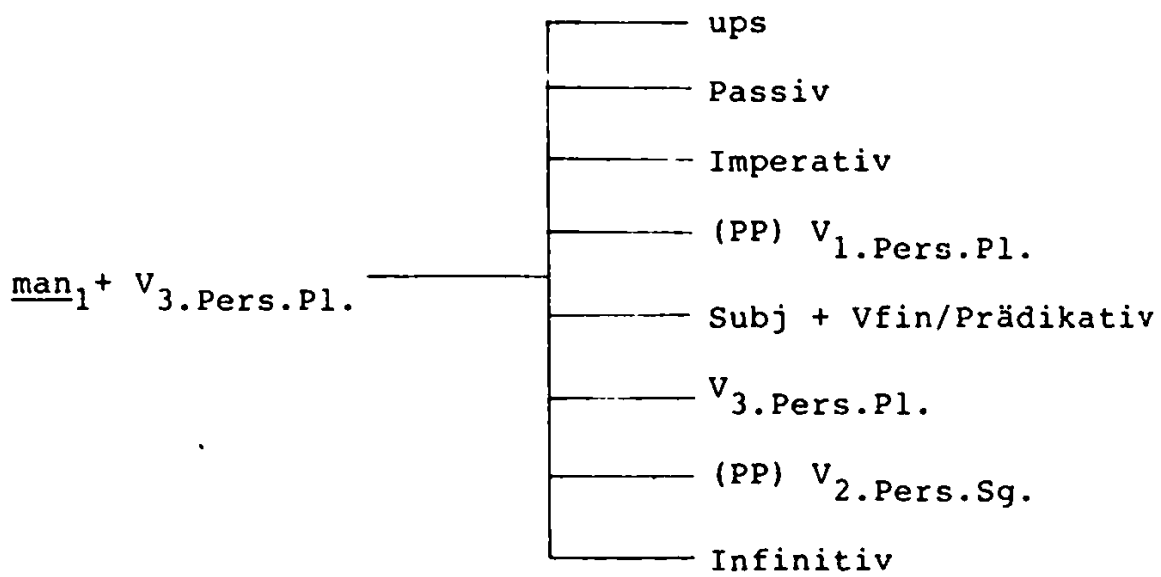 ups
Passiv
Imperativ
(PP) V1.Pers.Pl.
man1+ V3.Pers.Pl.
Subj + Vfin/Prädikativ
V3.Pers.Pl.
(PP) V2.Pers.Sg.
Infinitiv